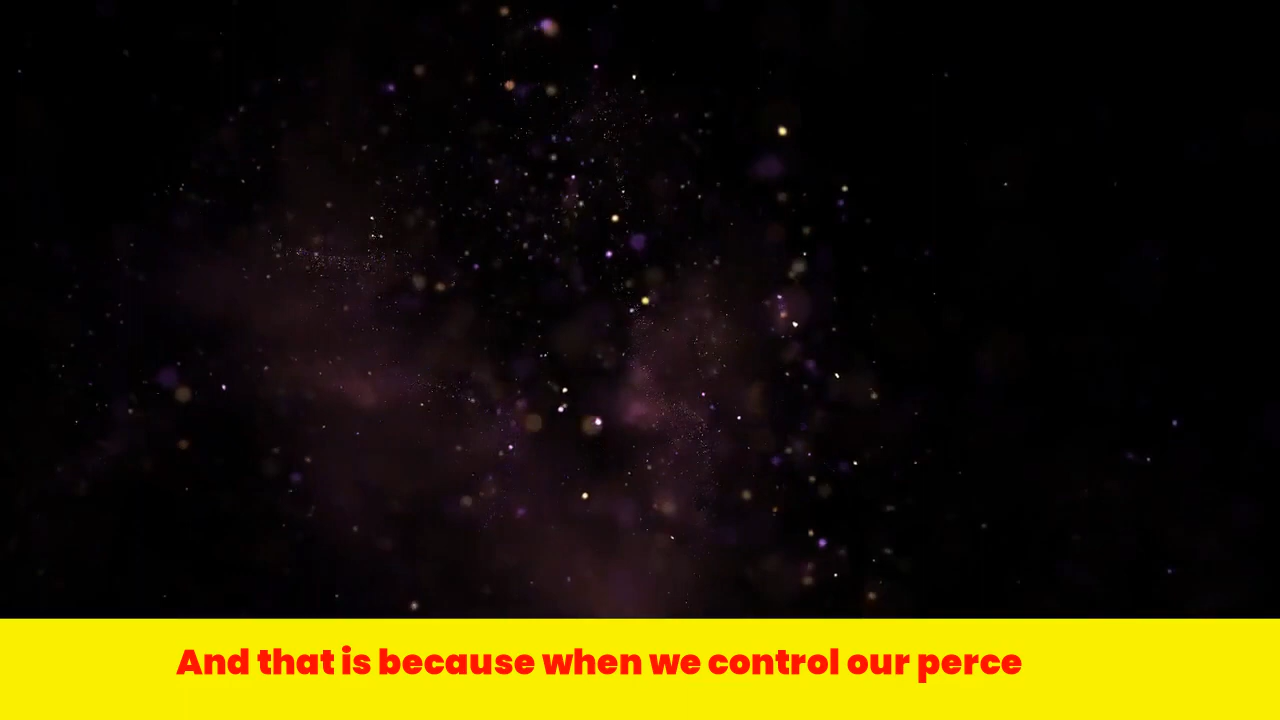 And that is because when we control our perce